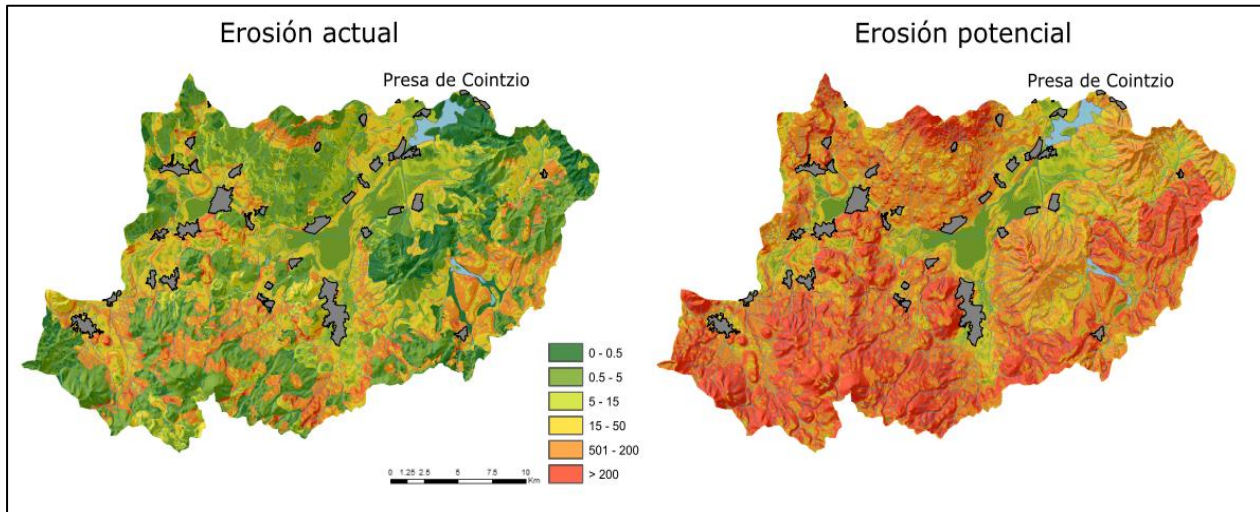 Erosión actual
Erosión potencial
Presa de Cointzio
Presa de Cointzio
0 - 0.5
0.5 - 5
5 - 15
15 - 50
501 - 200
> 200
0 1.25 2.5 5 7.5 10
Km